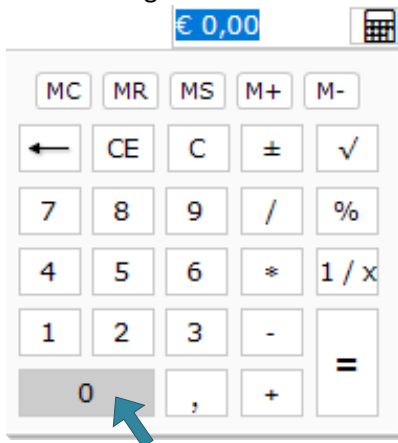 € 0,00
MC MR MS M+ M-
← CE C ± √
7 8 9 / %
4 5 6 * 1 / x
1 2 3 -
=
0 , +